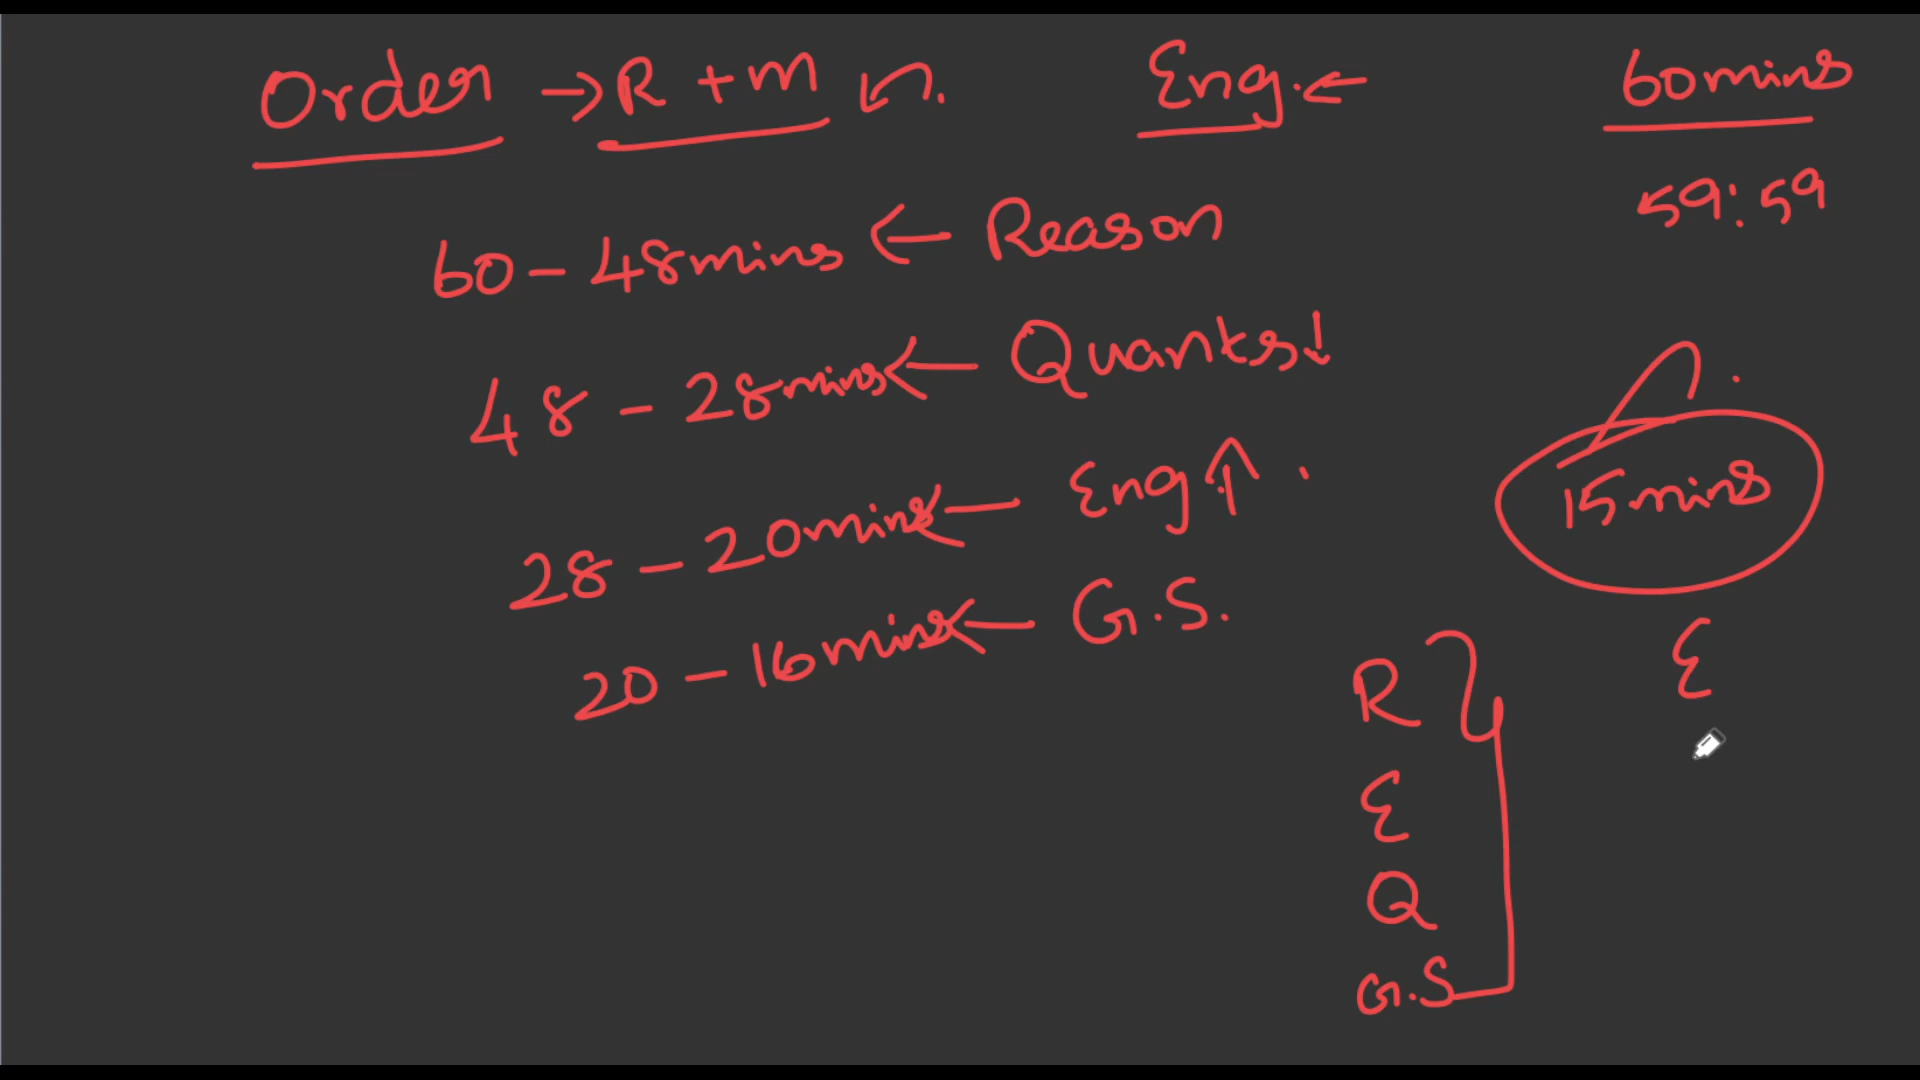 Order → R + m Eng. ← 60mins
59:59
60 - 48mins ← Reason
48 - 28mins ← Quants ↓
28 - 20mins ← Eng ↑ .
15mins
20 - 16mins ← G.S.
R
E
E
Q
G.S